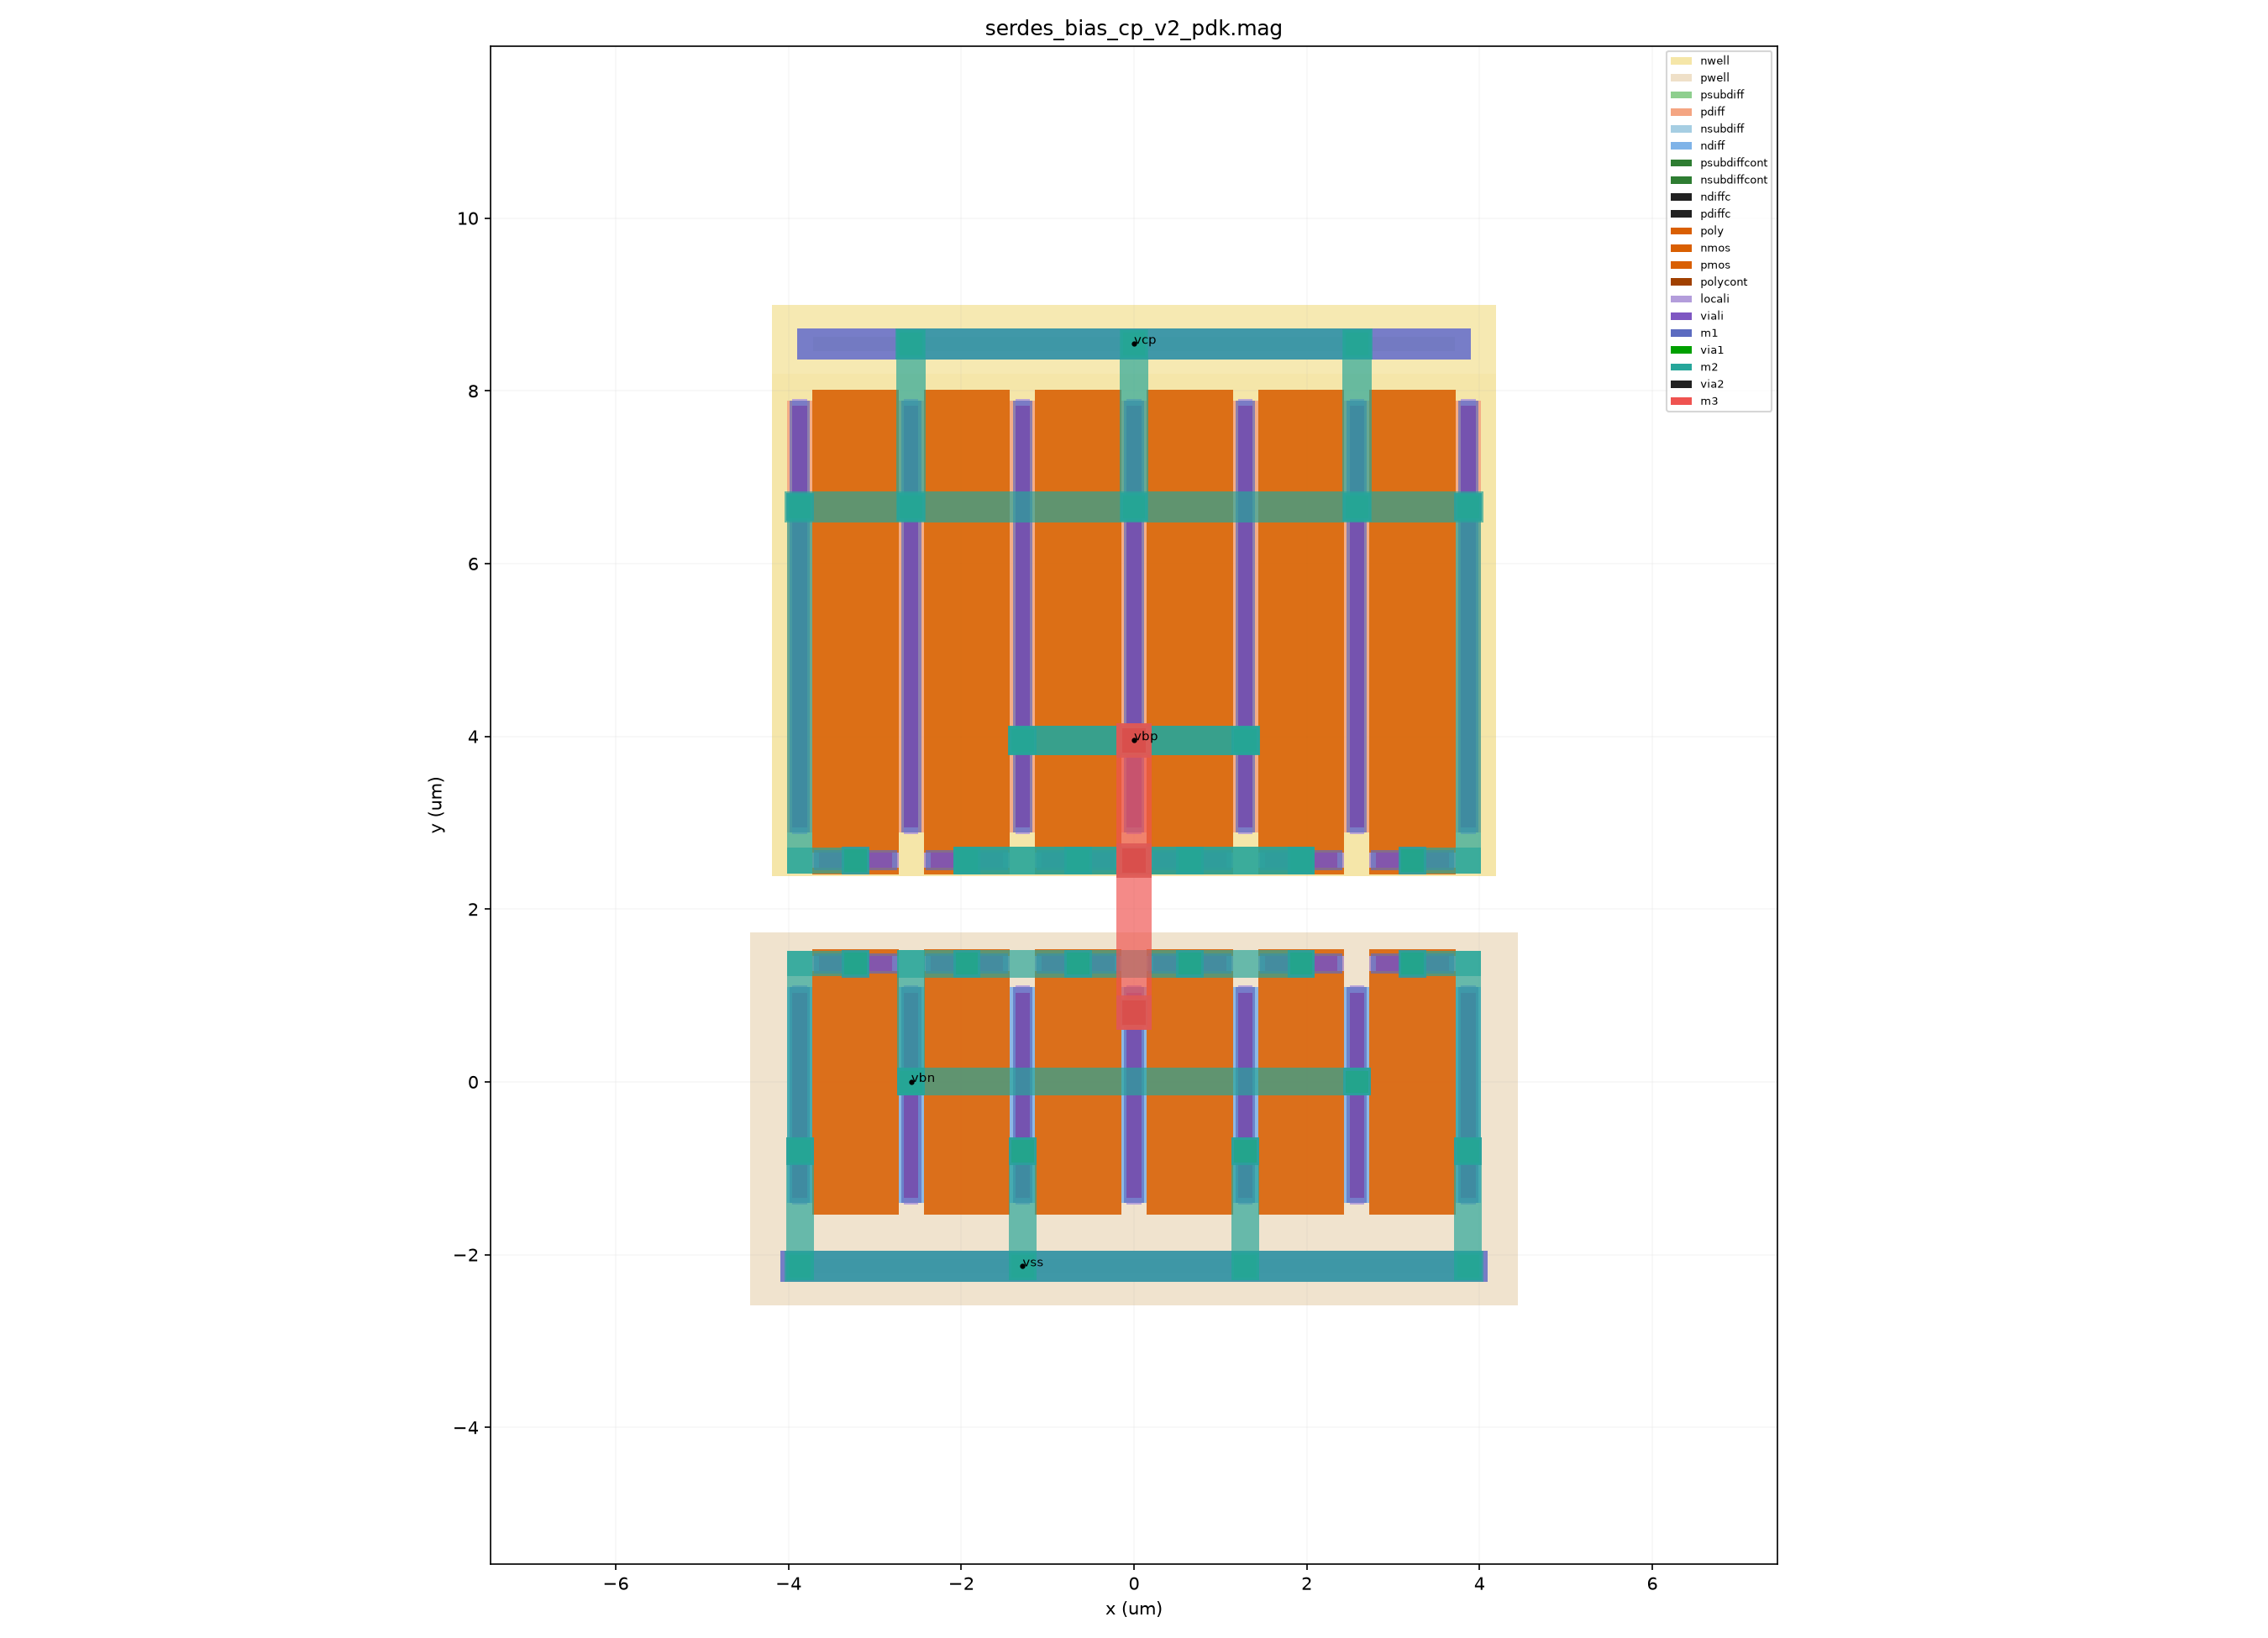 serdes_bias_cp_v2_pdk.mag
nwell
pwell
psubdiff
pdiff
nsubdiff
ndiff
psubdiffcont
nsubdiffcont
ndiffc
pdiffc
poly
nmos
pmos
polycont
locali
viali
m1
via1
m2
via2
m3
10
8
6
4
2
0
−2
−4
y (um)
vcp
vbp
vbn
vss
−6 −4 −2 0 2 4 6
x (um)